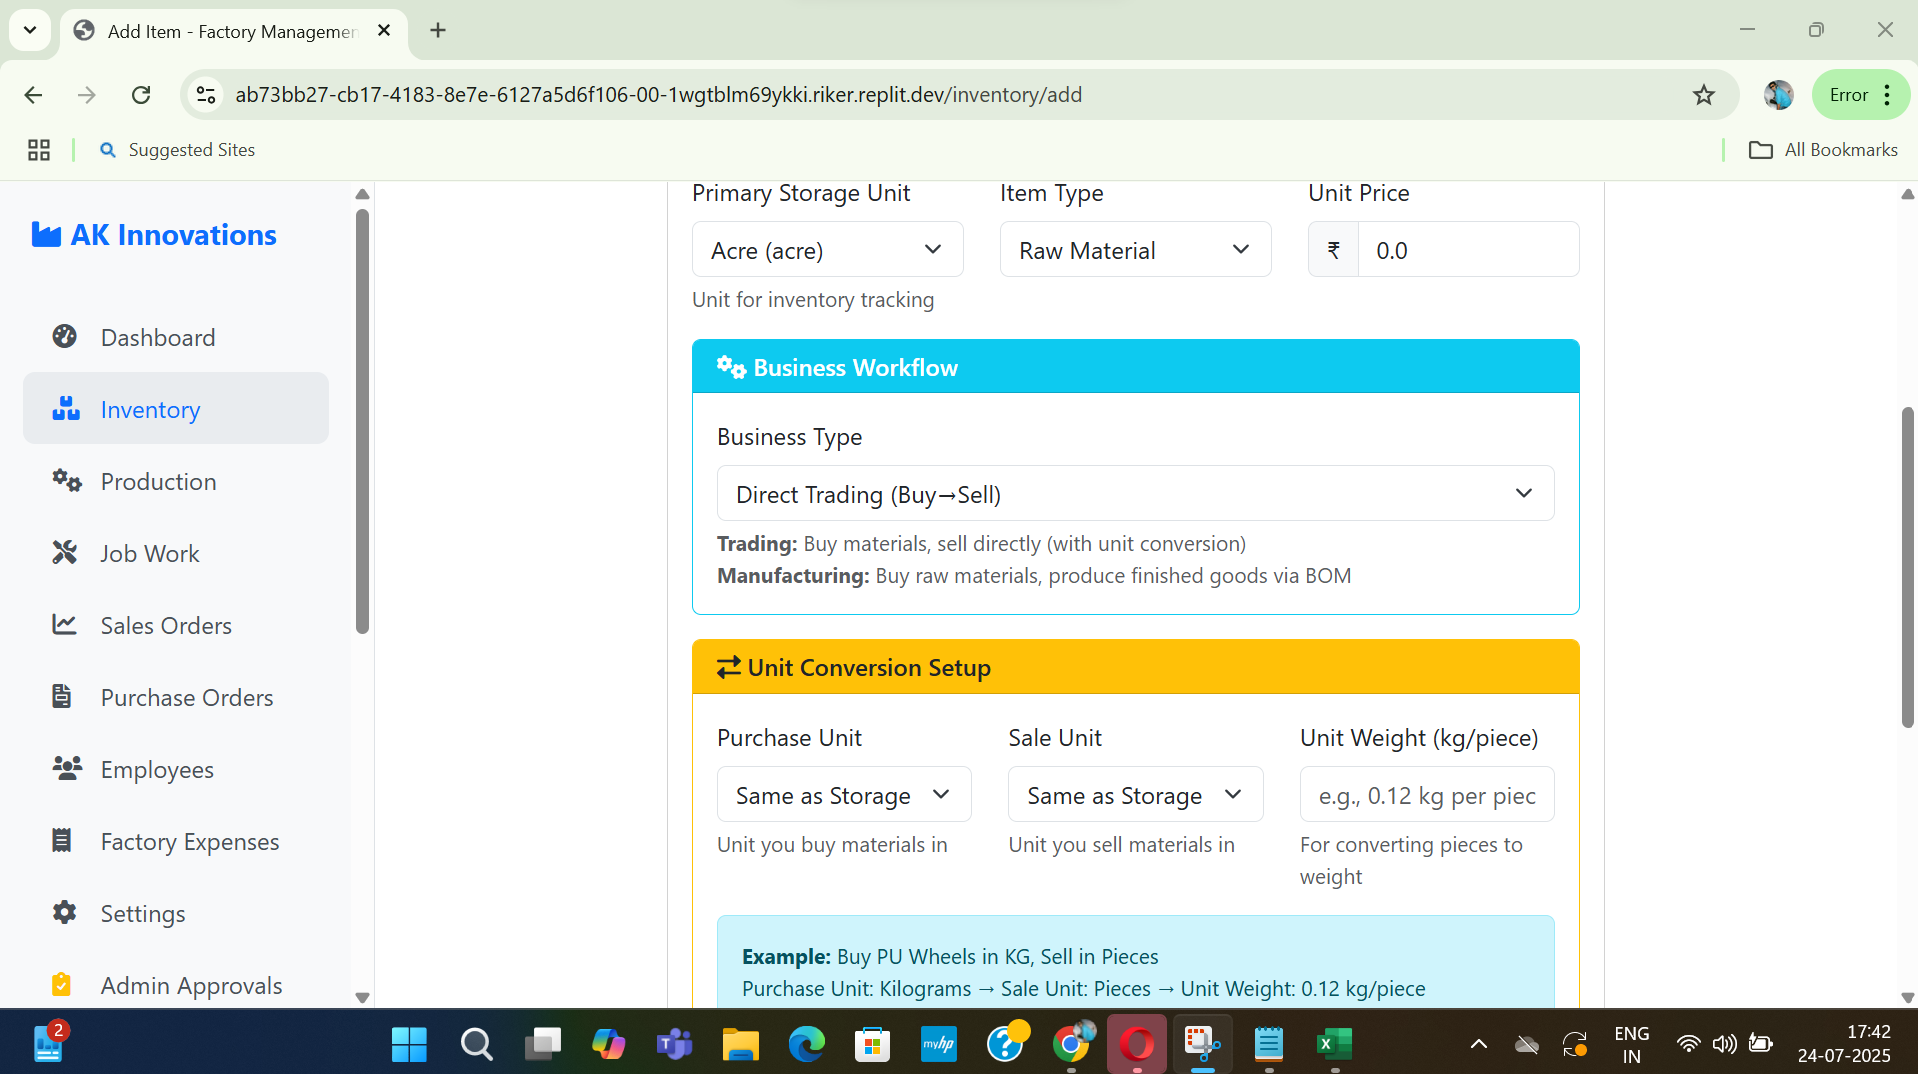 Add Item - Factory Managemen
ab73bb27-cb17-4183-8e7e-6127a5d6f106-00-1wgtblm69ykki.riker.replit.dev/inventory/add
Error
Suggested Sites
All Bookmarks
AK Innovations
Dashboard
Inventory
Production
Job Work
Sales Orders
Purchase Orders
Employees
Factory Expenses
Settings
Admin Approvals
Primary Storage Unit
Item Type
Unit Price
Acre (acre)
Raw Material
₹
0.0
Unit for inventory tracking
Business Workflow
Business Type
Direct Trading (Buy→Sell)
Trading: Buy materials, sell directly (with unit conversion)
Manufacturing: Buy raw materials, produce finished goods via BOM
Unit Conversion Setup
Purchase Unit
Sale Unit
Unit Weight (kg/piece)
Same as Storage
Same as Storage
e.g., 0.12 kg per piec
Unit you buy materials in
Unit you sell materials in
For converting pieces to
weight
Example: Buy PU Wheels in KG, Sell in Pieces
Purchase Unit: Kilograms → Sale Unit: Pieces → Unit Weight: 0.12 kg/piece
2
myhp
ENG
IN
17:42
24-07-2025